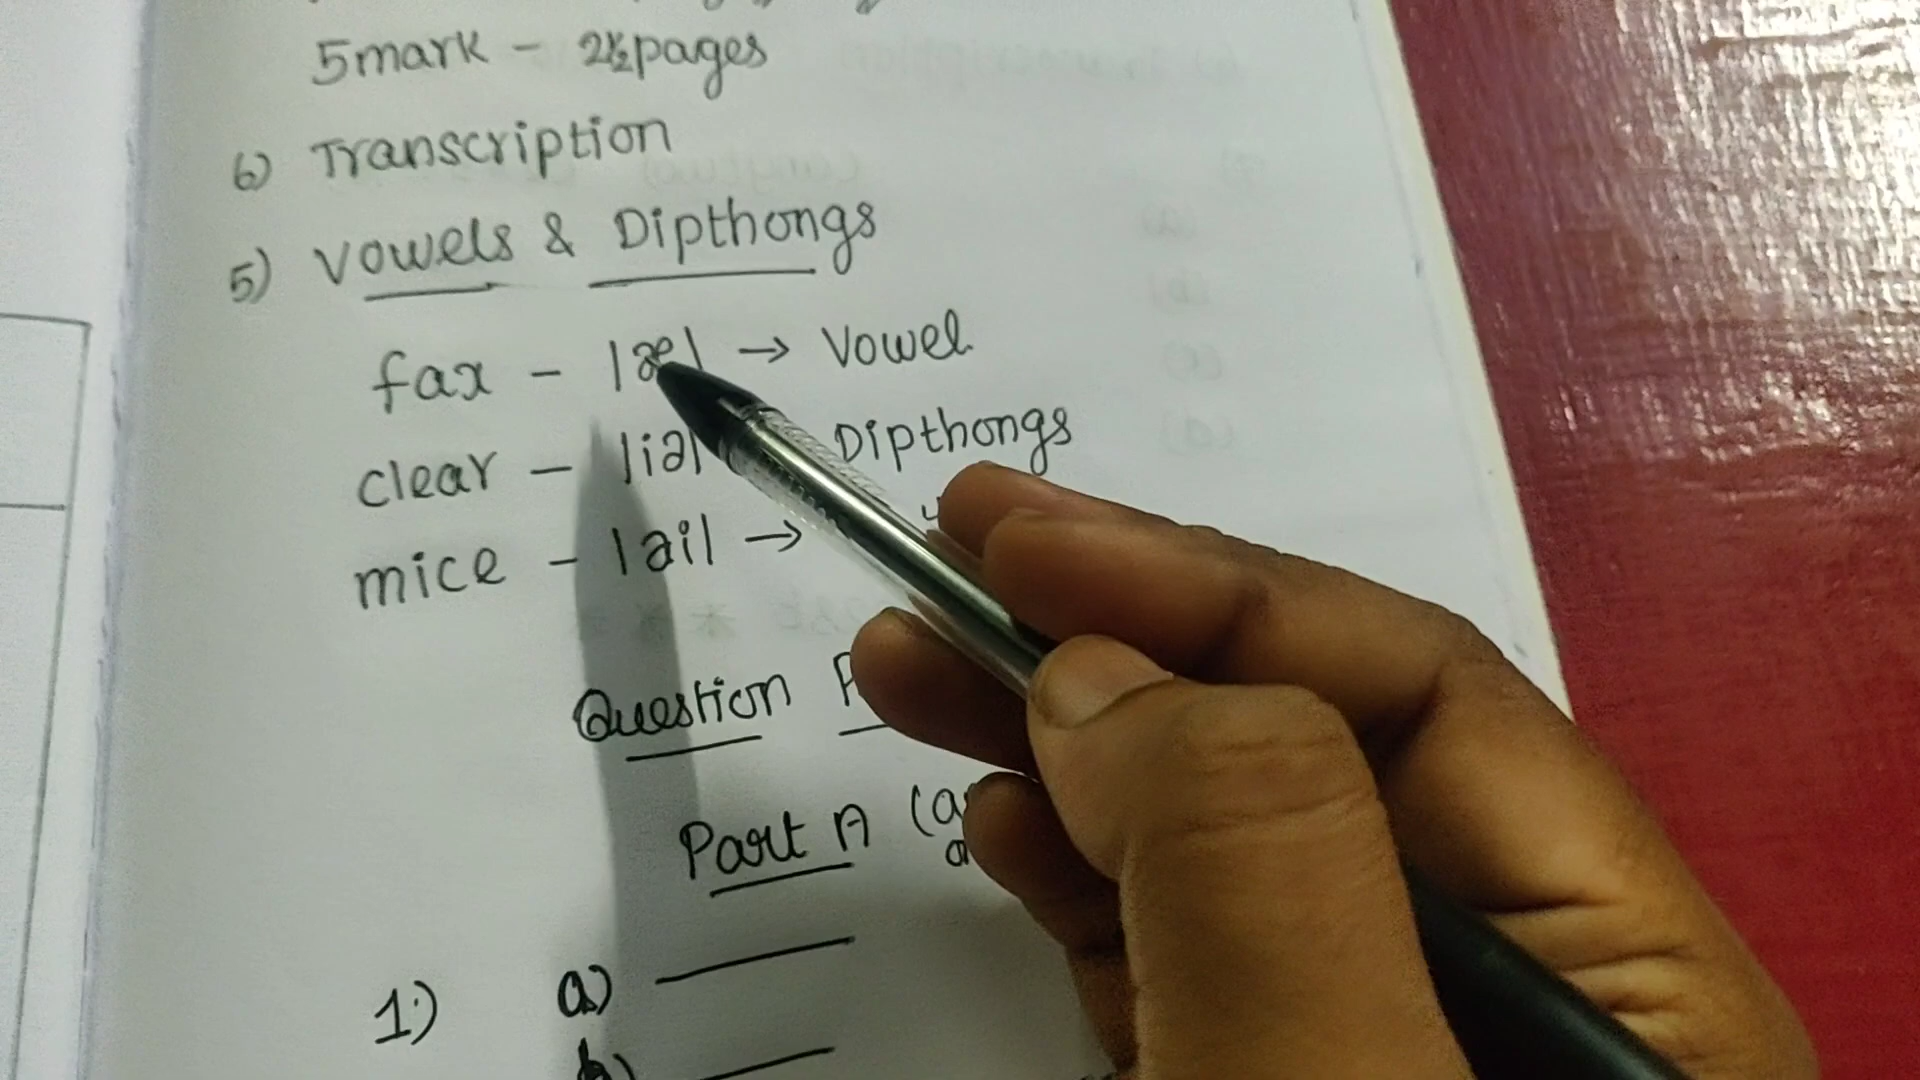 5mark - 2½pages
6) Transcription
5) Vowels & Dipthongs
fax - |æ| → Vowel
clear - |iə| Dipthongs
mice - |ai| →
Question
Part A
1) a)
b)